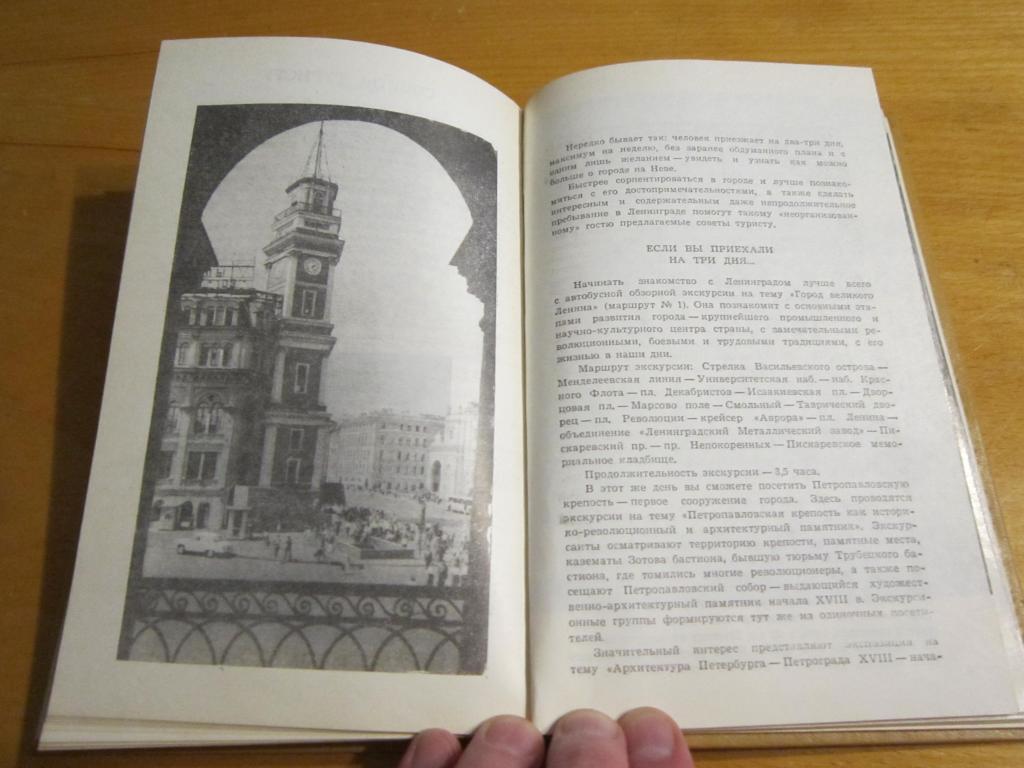 Нередко бывает так: человек приезжает на два-три дня,
максимум на неделю, без заранее обдуманного плана и с
одним лишь желанием — увидеть и узнать как можно
больше о городе на Неве.
Быстрее сориентироваться в городе и лучше познако-
миться с его достопримечательностями, а также сделать
интересным и содержательным даже непродолжительное
пребывание в Ленинграде помогут такому «неорганизован-
ному» гостю предлагаемые советы туристу.
ЕСЛИ ВЫ ПРИЕХАЛИ
НА ТРИ ДНЯ...
Начинать знакомство с Ленинградом лучше всего
с автобусной обзорной экскурсии на тему «Город великого
Ленина» (маршрут № 1). Она познакомит с основными эта-
пами развития города — крупнейшего промышленного и
научно-культурного центра страны, с замечательными ре-
волюционными, боевыми и трудовыми традициями, с его
жизнью в наши дни.
Маршрут экскурсии: Стрелка Васильевского острова —
Менделеевская линия — Университетская наб. — наб. Крас-
ного Флота — пл. Декабристов — Исаакиевская пл. — Двор-
цовая пл. — Марсово поле — Смольный — Таврический дво-
рец — пл. Революции — крейсер «Аврора» — пл. Ленина —
объединение «Ленинградский Металлический завод» — Пи-
скаревский пр. — пр. Непокоренных — Пискаревское мемо-
риальное кладбище.
Продолжительность экскурсии — 3,5 часа.
В этот же день вы сможете посетить Петропавловскую
крепость — первое сооружение города. Здесь проводятся
экскурсии на тему «Петропавловская крепость как истори-
ко-революционный и архитектурный памятник». Экскур-
санты осматривают территорию крепости, памятные места,
казематы Зотова бастиона, бывшую тюрьму Трубецкого ба-
стиона, где томились многие революционеры, а также по-
сещают Петропавловский собор — выдающийся художест-
венно-архитектурный памятник начала XVIII в. Экскурси-
онные группы формируются тут же из одиночных посети-
телей.
Значительный интерес представляют экспозиции на
тему «Архитектура Петербурга — Петрограда XVIII — нача-